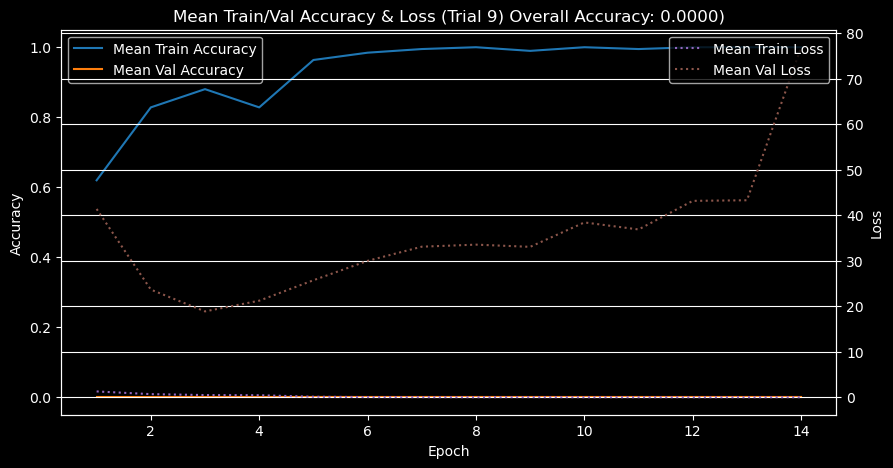 Mean Train/Val Accuracy & Loss (Trial 9) Overall Accuracy: 0.0000)
Mean Train Accuracy
Mean Val Accuracy
Mean Train Loss
Mean Val Loss
Accuracy
1.0
0.8
0.6
0.4
0.2
0.0
80
70
60
50
40
30
20
10
0
Loss
2 4 6 8 10 12 14
Epoch